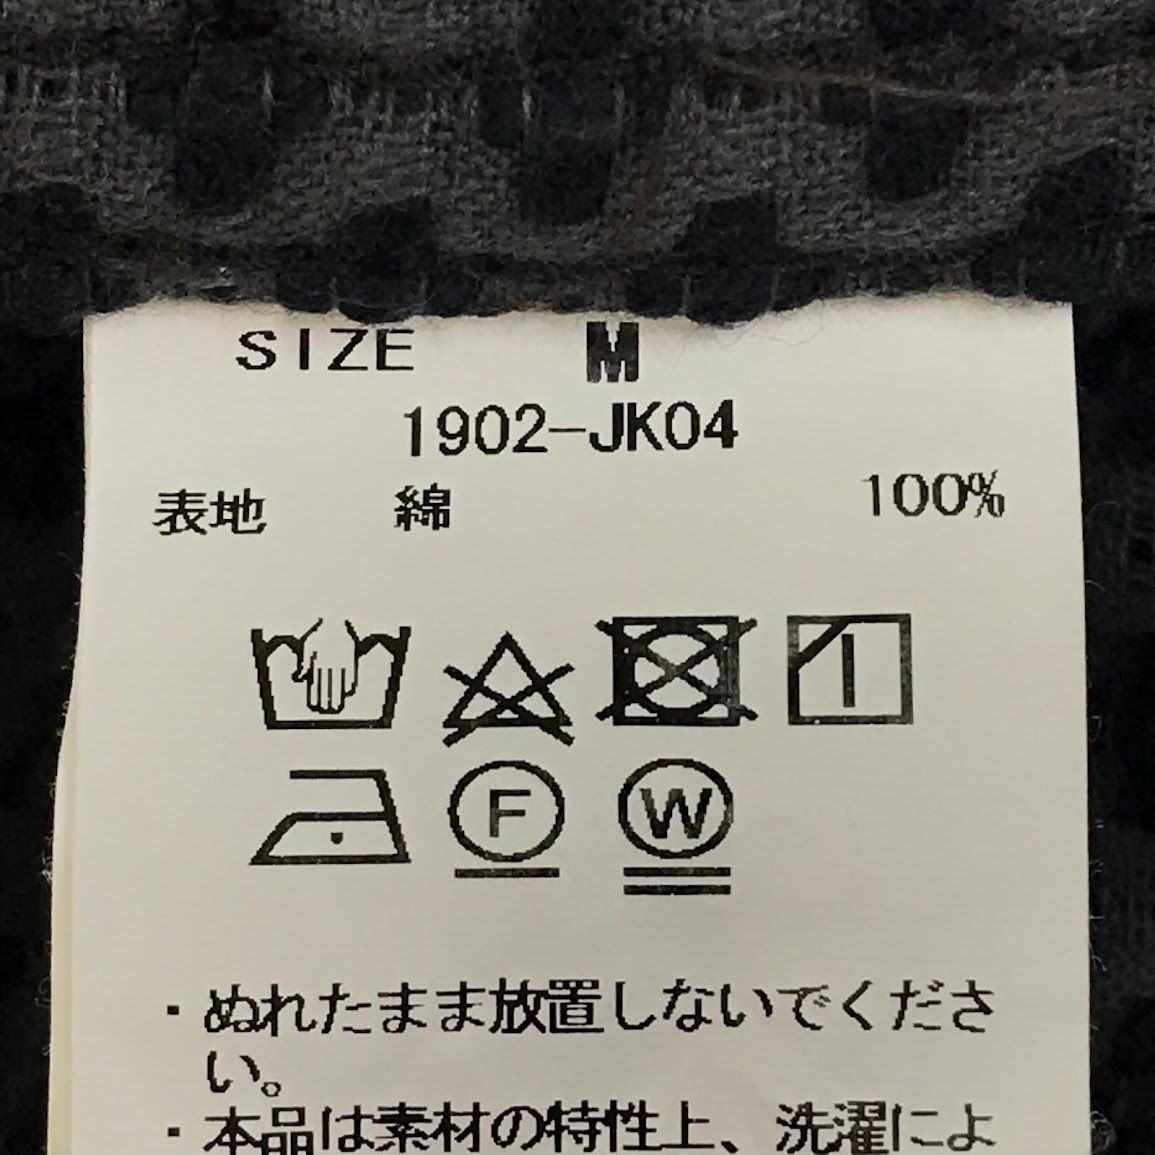 SIZE M
1902-JK04
表地 綿 100%
F W
・ぬれたまま放置しないでくださ
い。
・本品は素材の特性上、洗濯によ